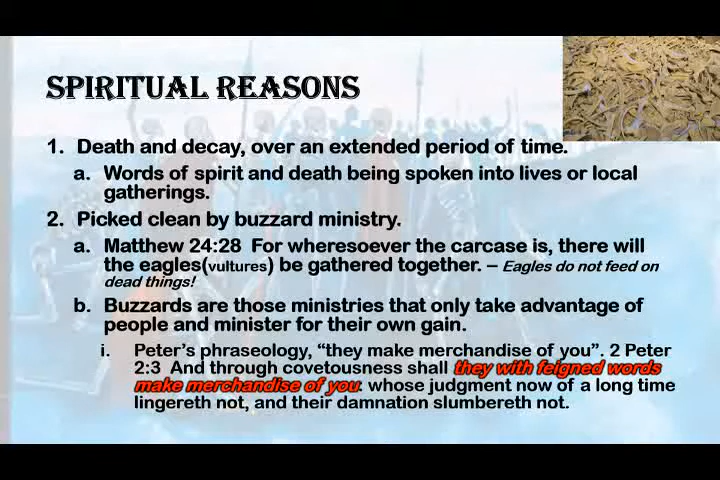 SPIRITUAL REASONS
1. Death and decay, over an extended period of time.
a. Words of spirit and death being spoken into lives or local
gatherings.
2. Picked clean by buzzard ministry.
a. Matthew 24:28 For wheresoever the carcase is, there will
the eagles(vultures) be gathered together. – Eagles do not feed on
dead things!
b. Buzzards are those ministries that only take advantage of
people and minister for their own gain.
i. Peter's phraseology, "they make merchandise of you". 2 Peter
2:3 And through covetousness shall they with feigned words
make merchandise of you: whose judgment now of a long time
lingereth not, and their damnation slumbereth not.